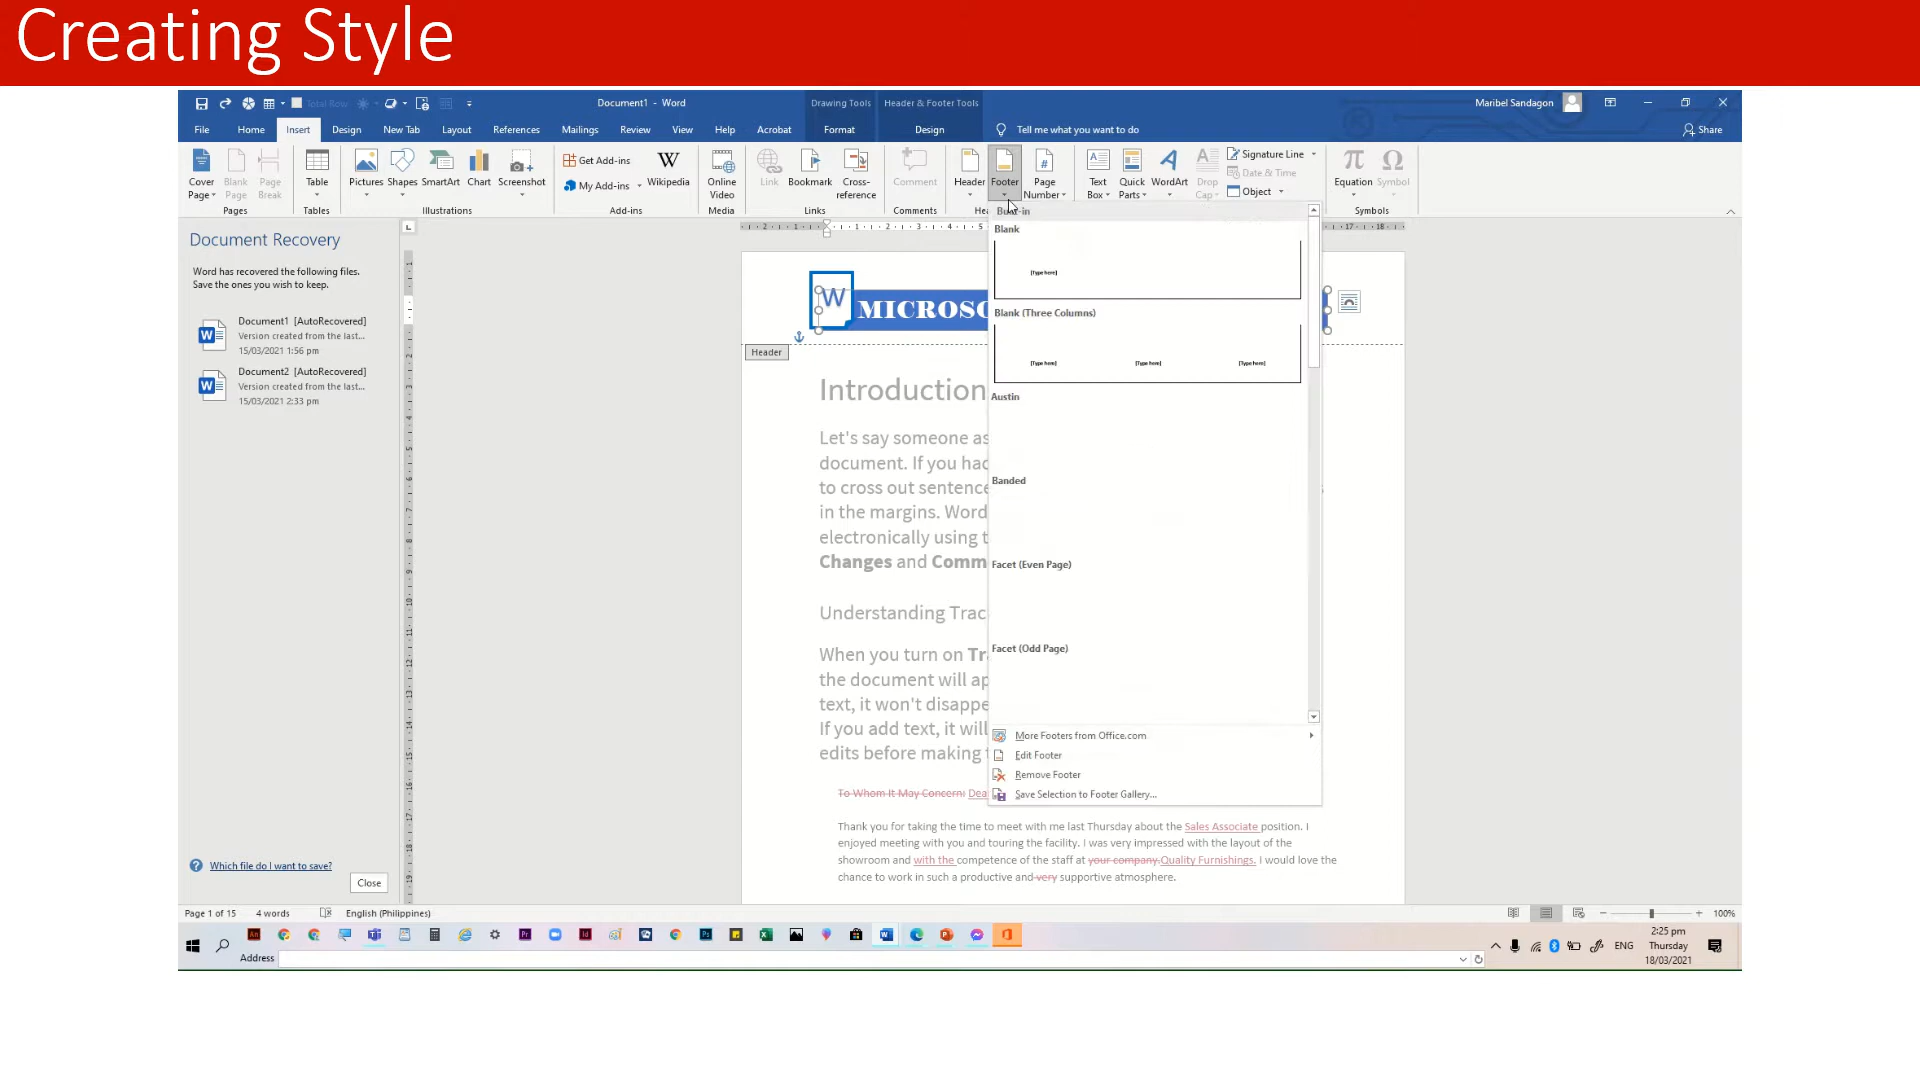 Creating Style
Document1 - Word
Drawing Tools
Header & Footer Tools
Maribel Sandagon
File
Home
Insert
Design
New Tab
Layout
References
Mailings
Review
View
Help
Acrobat
Format
Design
Tell me what you want to do
Share
Cover Page
Blank Page
Page Break
Pages
Table
Tables
Pictures
Shapes
SmartArt
Chart
Screenshot
Illustrations
Get Add-ins
My Add-ins
Wikipedia
Add-ins
Online Video
Media
Link
Bookmark
Cross-reference
Links
Comment
Comments
Header
Footer
Page Number
Text Box
Quick Parts
WordArt
Drop Cap
Signature Line
Date & Time
Object
Equation
Symbol
Symbols
Document Recovery
Word has recovered the following files.
Save the ones you wish to keep.
Document1 [AutoRecovered]
Version created from the last...
15/03/2021 1:56 pm
Document2 [AutoRecovered]
Version created from the last...
15/03/2021 2:33 pm
Which file do I want to save?
Close
W
Header
Introduction
Let's say someone
document. If you
to cross out
in the margins. Word
electronically using
Changes and
Understanding
When you turn on
the document will
text, it won't
If you add text, it will
edits before making
To Whom It May Concern:
Thank you for taking the time to meet with me last Thursday about the Sales Associate position. I
enjoyed meeting with you and touring the facility. I was very impressed with the layout of the
showroom and with the competence of the staff at your company.Quality Furnishings. I would love the
chance to work in such a productive and very supportive atmosphere.
Blank
[Type here]
Blank (Three Columns)
[Type here] [Type here] [Type here]
Austin
Banded
Facet (Even Page)
Facet (Odd Page)
More Footers from Office.com
Edit Footer
Remove Footer
Save Selection to Footer Gallery...
Page 1 of 15
4 words
English (Philippines)
100%
Address
ENG
2:25 pm
Thursday
18/03/2021